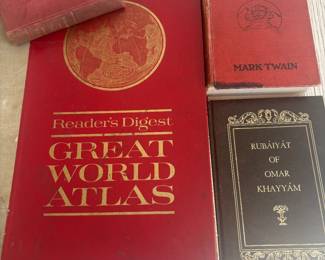 Reader's Digest
GREAT
WORLD
ATLAS
MARK TWAIN
RUBÁIYÁT
OF
OMAR
KHAYYÁM